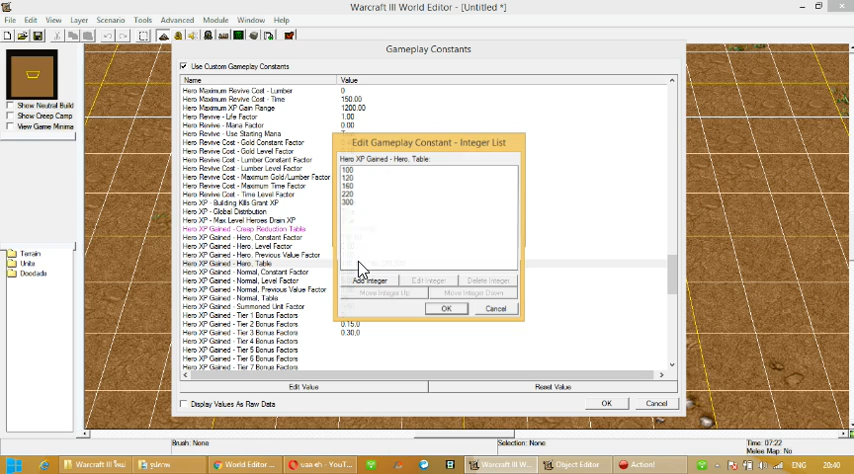 Warcraft III World Editor - [Untitled *]
File Edit View Layer Scenario Tools Advanced Module Window Help
Gameplay Constants
Use Custom Gameplay Constants
Name Value
Show Neutral Build
Show Creep Camp
View Game Minima
Terrain
Units
Doodads
Hero Maximum Revive Cost - Lumber 0
Hero Maximum Revive Cost - Time 150.00
Hero Maximum XP Gain Range 1200.00
Hero Revive - Life Factor 1.00
Hero Revive - Mana Factor 0.00
Hero Revive - Use Starting Mana
Hero Revive Cost - Gold Constant Factor
Hero Revive Cost - Gold Level Factor
Hero Revive Cost - Lumber Constant Factor
Hero Revive Cost - Lumber Level Factor
Hero Revive Cost - Maximum Gold/Lumber Factor
Hero Revive Cost - Maximum Time Factor
Hero Revive Cost - Time Level Factor
Hero XP - Building Kills Grant XP
Hero XP - Global Distribution
Hero XP - Max Level Heroes Drain XP
Hero XP Gained - Creep Reduction Table
Hero XP Gained - Hero, Constant Factor
Hero XP Gained - Hero, Level Factor
Hero XP Gained - Hero, Previous Value Factor
Hero XP Gained - Hero, Table
Hero XP Gained - Normal, Constant Factor
Hero XP Gained - Normal, Level Factor
Hero XP Gained - Normal, Previous Value Factor
Hero XP Gained - Normal, Table
Hero XP Gained - Summoned Unit Factor
Hero XP Gained - Tier 1 Bonus Factors
Hero XP Gained - Tier 2 Bonus Factors 0.15,0
Hero XP Gained - Tier 3 Bonus Factors 0.30,0
Hero XP Gained - Tier 4 Bonus Factors
Hero XP Gained - Tier 5 Bonus Factors
Hero XP Gained - Tier 6 Bonus Factors
Hero XP Gained - Tier 7 Bonus Factors
Edit Gameplay Constant - Integer List
Hero XP Gained - Hero, Table:
100
120
160
220
300
Add Integer Edit Integer Delete Integer
Move Integer Up Move Integer Down
OK Cancel
Edit Value Reset Value
Display Values As Raw Data
OK Cancel
Brush: None Selection: None Time: 07:22
Melee Map: No
Warcraft III ใหม่ รูปภาพ World Editor ... YouT... Warcraft III W... Object Editor Action! ENG 20:40